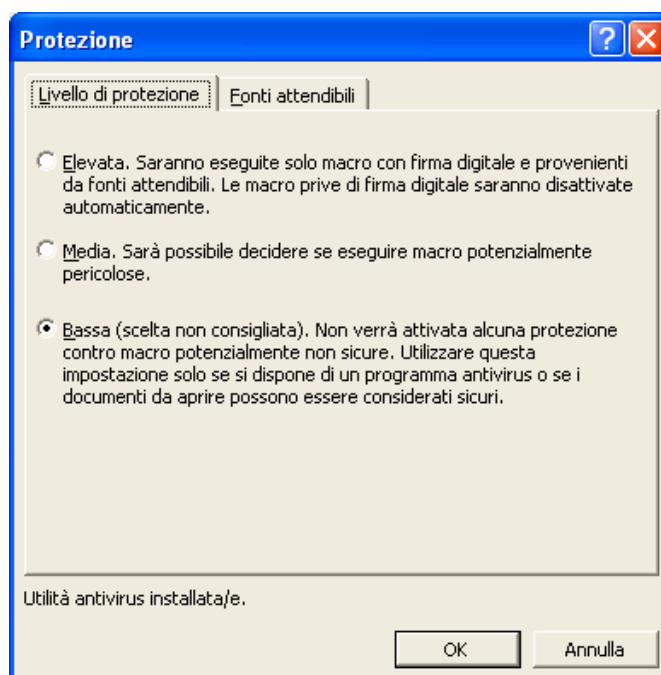 Protezione
Livello di protezione
Fonti attendibili
Elevata. Saranno eseguite solo macro con firma digitale e provenienti
da fonti attendibili. Le macro prive di firma digitale saranno disattivate
automaticamente.
Media. Sarà possibile decidere se eseguire macro potenzialmente
pericolose.
Bassa (scelta non consigliata). Non verrà attivata alcuna protezione
contro macro potenzialmente non sicure. Utilizzare questa
impostazione solo se si dispone di un programma antivirus o se i
documenti da aprire possono essere considerati sicuri.
Utilità antivirus installata/e.
OK
Annulla